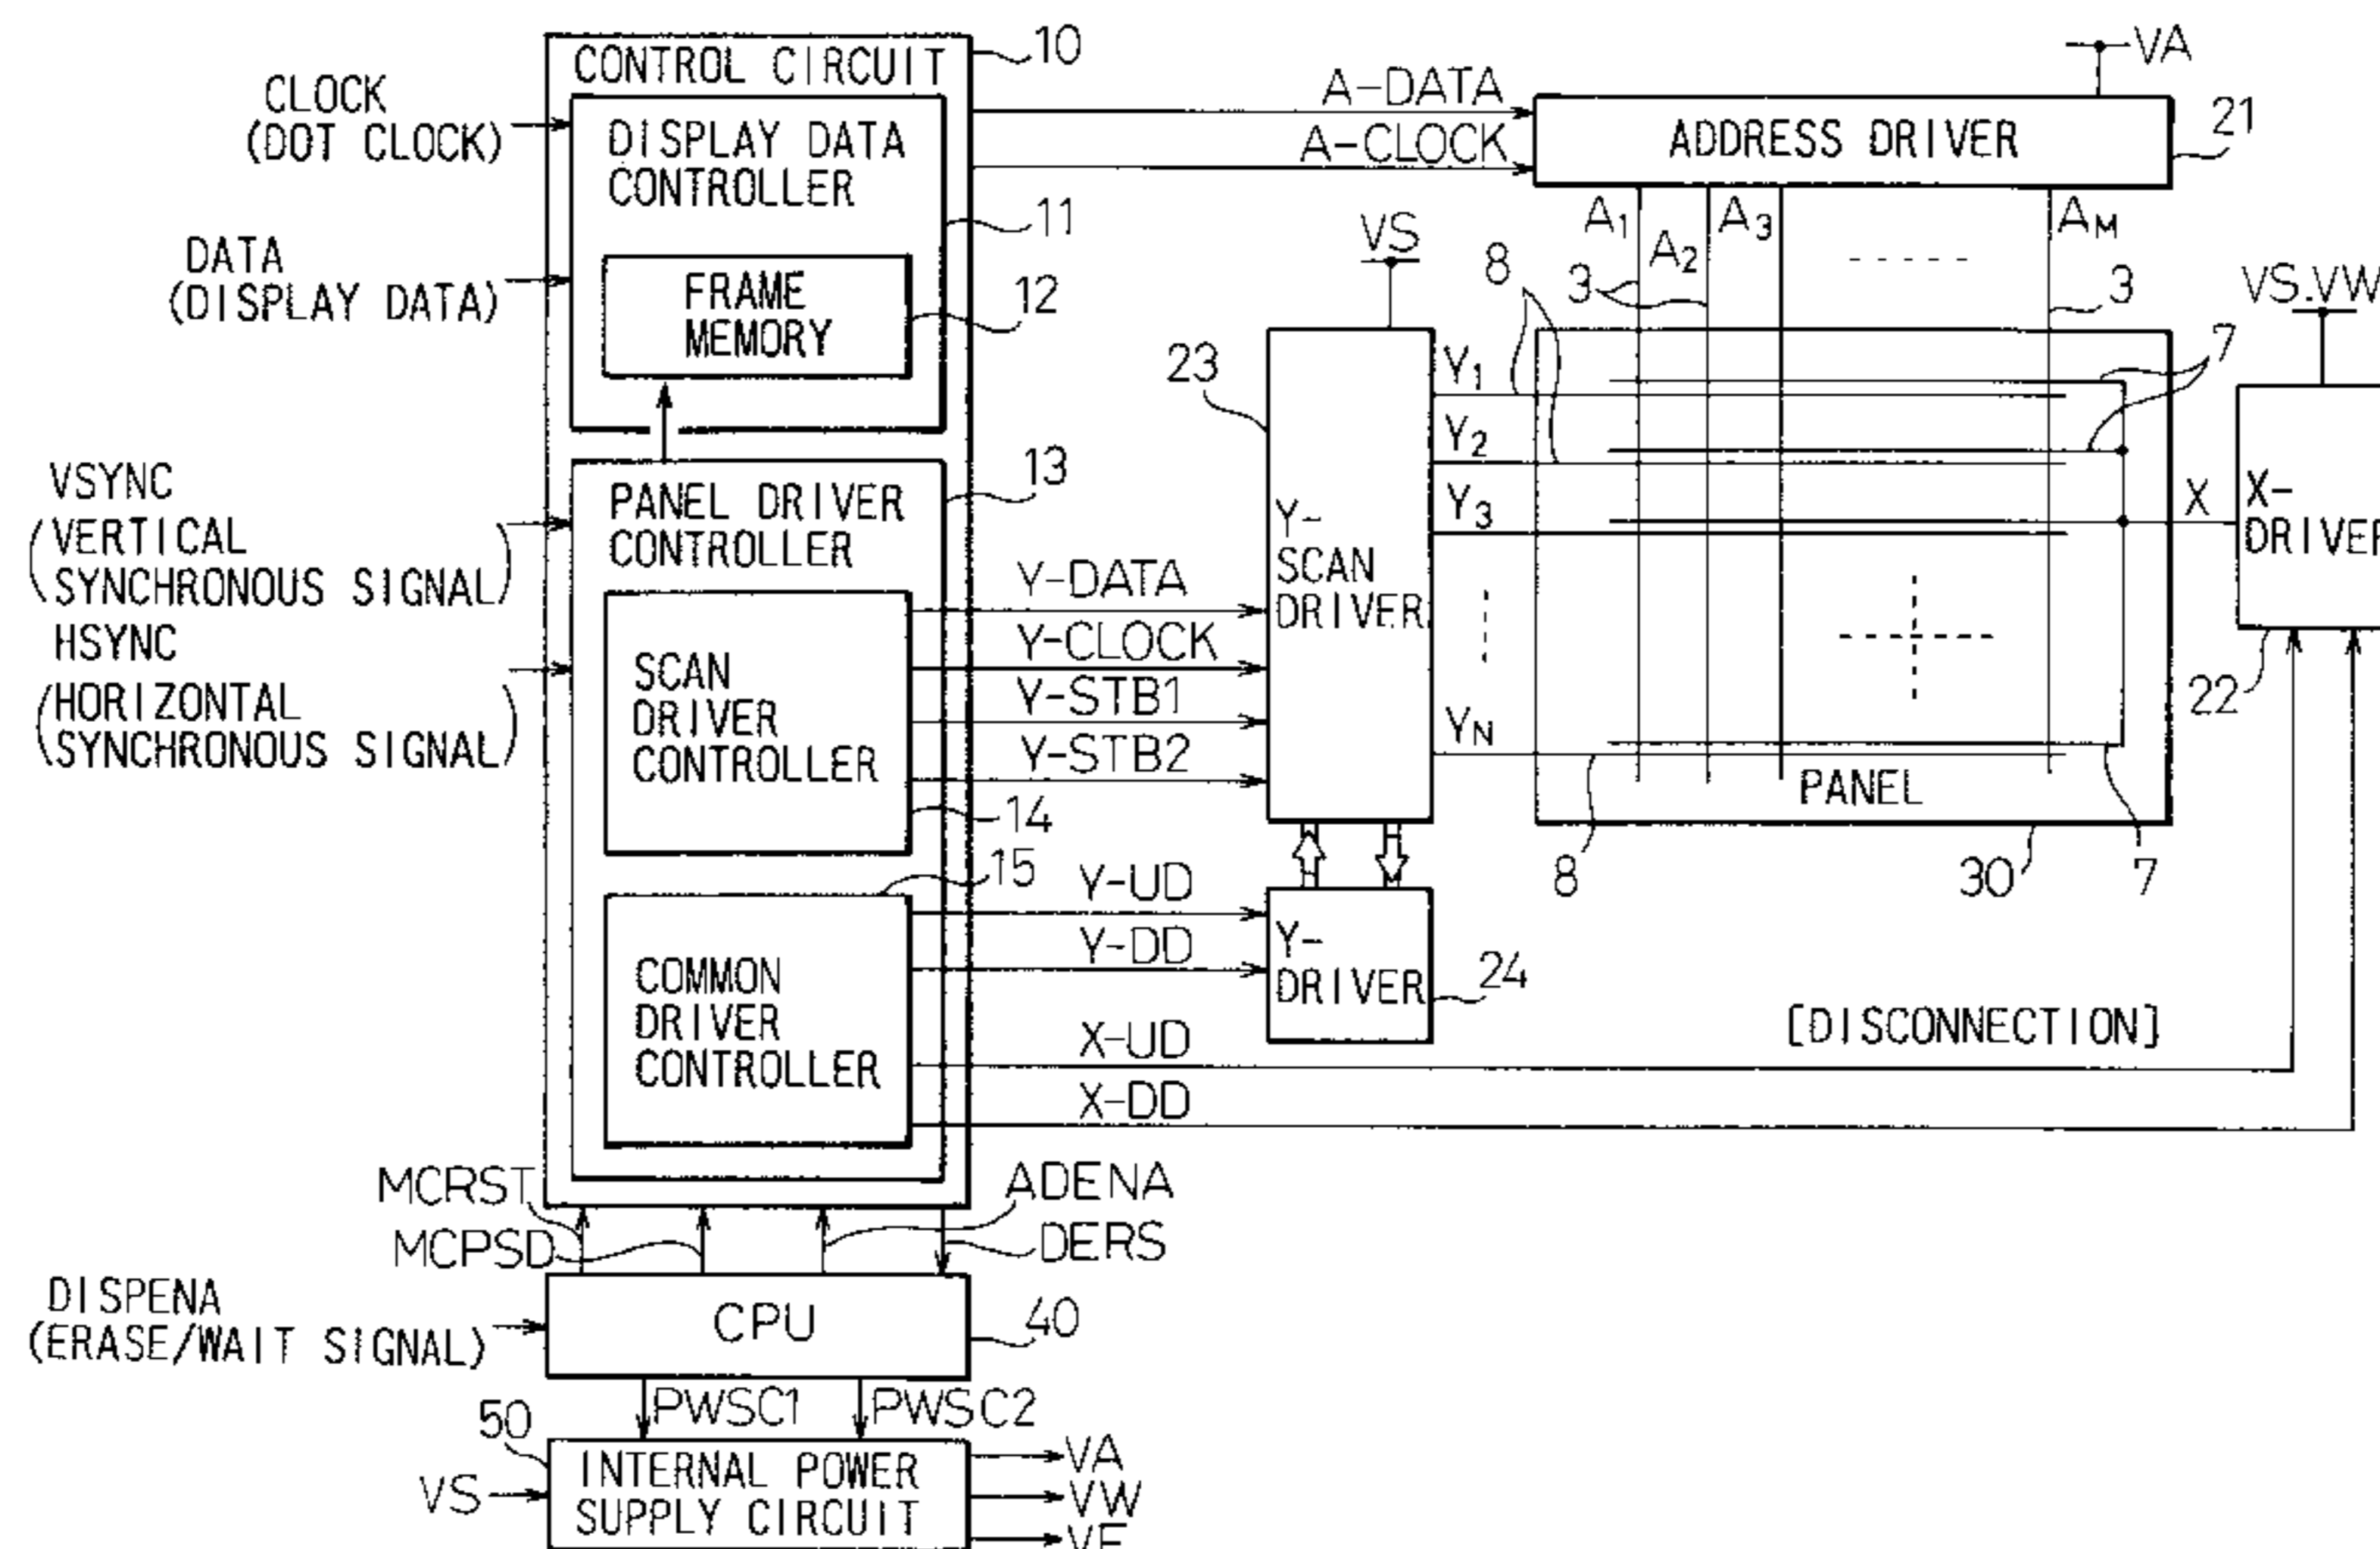 CONTROL CIRCUIT
10
CLOCK
(DOT CLOCK)
DISPLAY DATA
CONTROLLER
11
DATA
(DISPLAY DATA)
FRAME
MEMORY
12
A-DATA
A-CLOCK
VA
ADDRESS DRIVER
21
A1
A2
A3
AM
3
3
VS
8
VS.VW
7
23
Y1
Y2
Y3
YN
Y-
SCAN
DRIVER
X
X-
DRIVER
22
VSYNC
(VERTICAL
SYNCHRONOUS SIGNAL)
HSYNC
(HORIZONTAL
SYNCHRONOUS SIGNAL)
PANEL DRIVER
CONTROLLER
13
SCAN
DRIVER
CONTROLLER
14
Y-DATA
Y-CLOCK
Y-STB1
Y-STB2
PANEL
8
30
7
15
COMMON
DRIVER
CONTROLLER
Y-UD
Y-DD
X-UD
X-DD
Y-
DRIVER
24
[DISCONNECTION]
MCRST
MCPSD
ADENA
DERS
DISPENA
(ERASE/WAIT SIGNAL)
CPU
40
PWSC1
PWSC2
50
VS
INTERNAL POWER
SUPPLY CIRCUIT
VA
VW